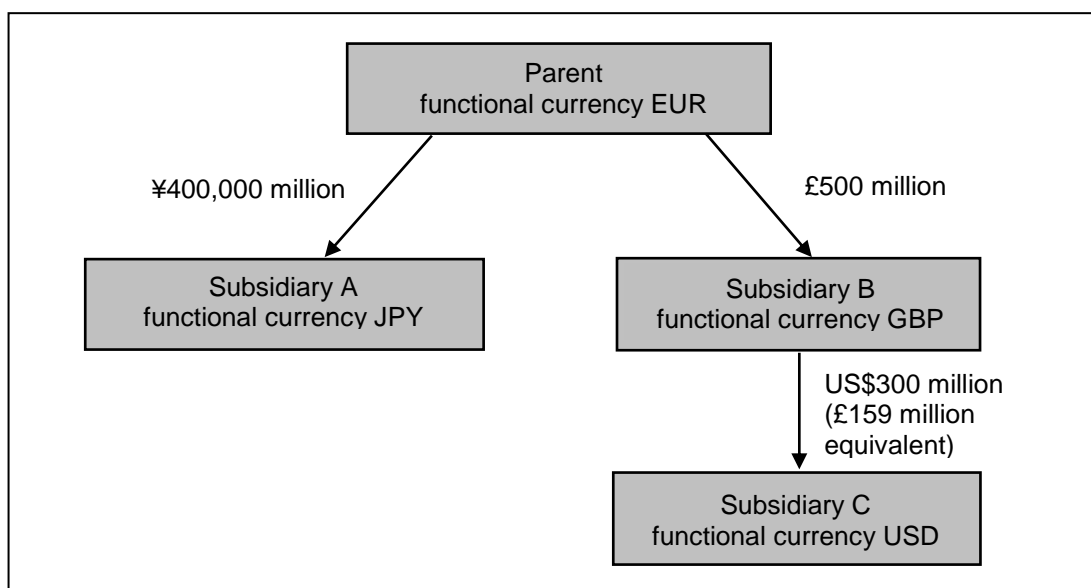 Parent
functional currency EUR
¥400,000 million
£500 million
Subsidiary A
functional currency JPY
Subsidiary B
functional currency GBP
US$300 million
(£159 million
equivalent)
Subsidiary C
functional currency USD